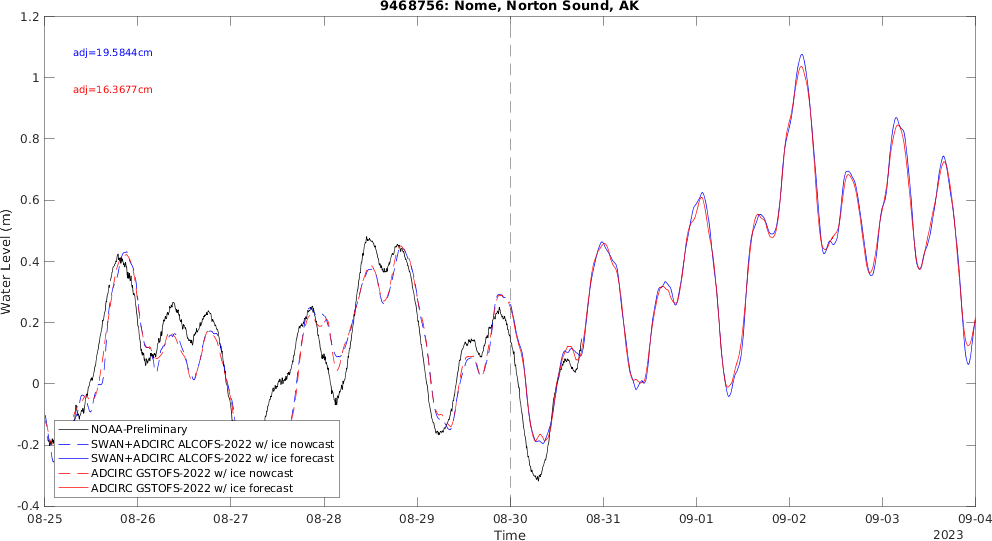 9468756: Nome, Norton Sound, AK
1.2
adj=19.5844cm
1
adj=16.3677cm
0.8
0.6
Water Level (m)
0.4
0.2
0
NOAA-Preliminary
-0.2
SWAN+ADCIRC ALCOFS-2022 w/ ice nowcast
SWAN+ADCIRC ALCOFS-2022 w/ ice forecast
ADCIRC GSTOFS-2022 w/ ice nowcast
ADCIRC GSTOFS-2022 w/ ice forecast
-0.4
08-25 08-26 08-27 08-28 08-29 08-30 08-31 09-01 09-02 09-03 09-04
Time
2023